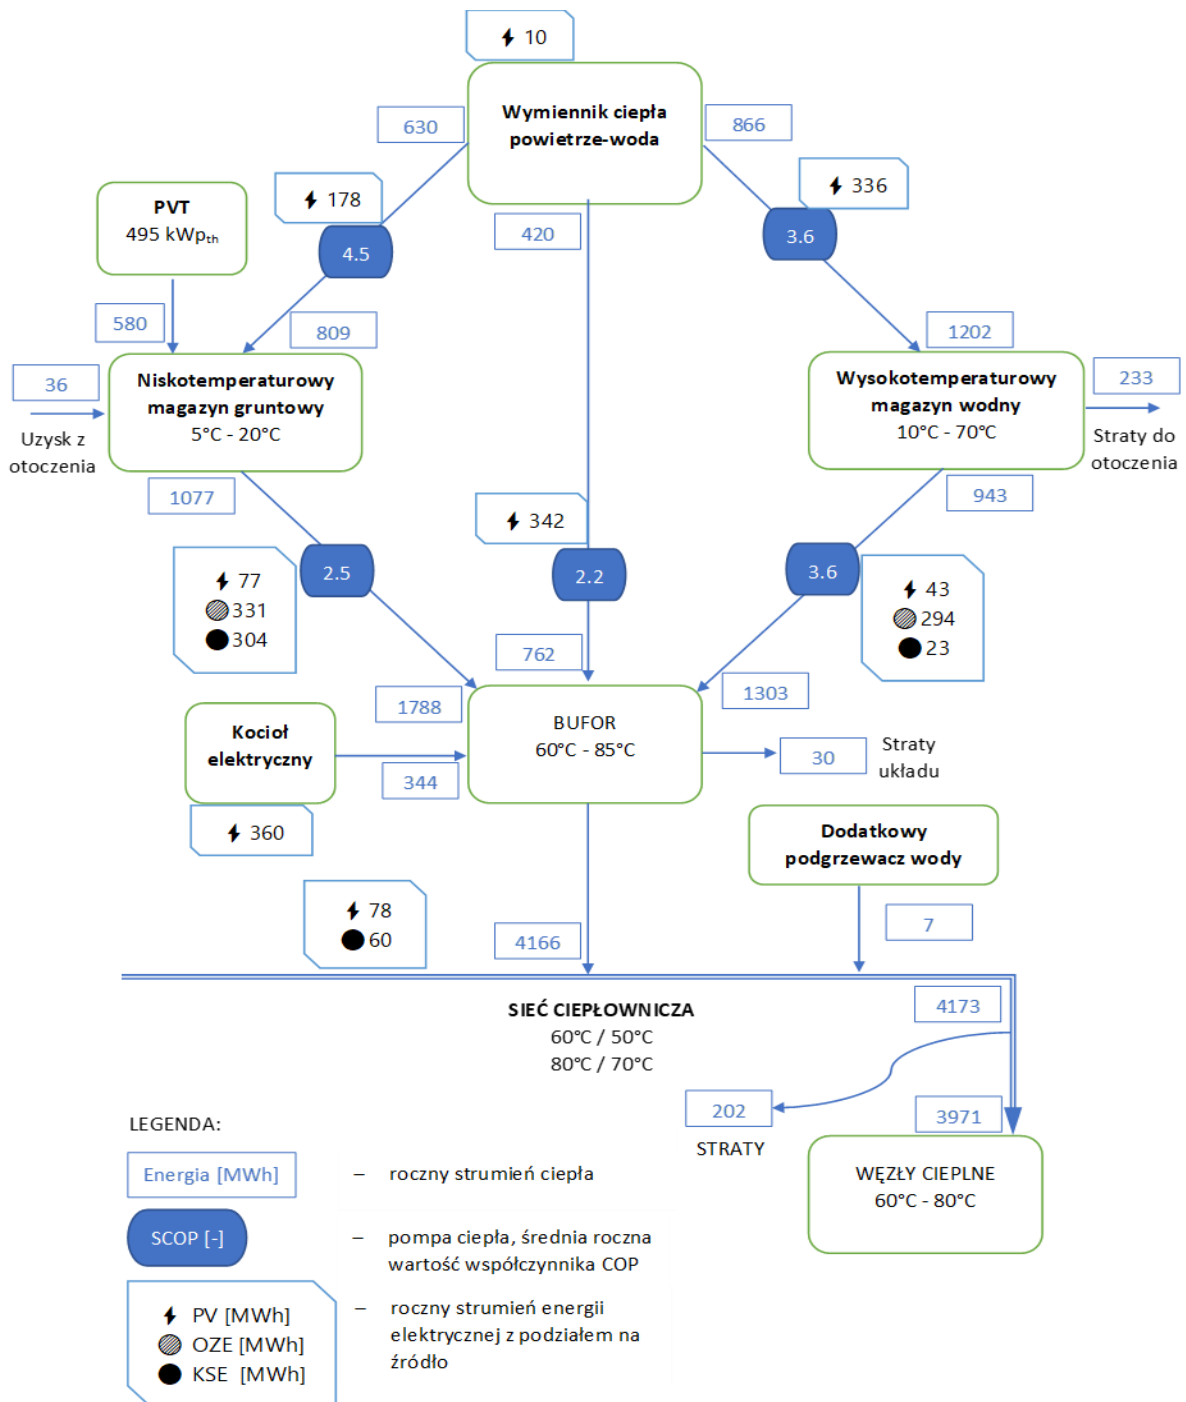 10
Wymiennik ciepła
powietrze-woda
630
866
178
336
PVT
495 kWpth
4.5
420
3.6
580
809
1202
36
Niskotemperaturowy
magazyn gruntowy
5°C - 20°C
Wysokotemperaturowy
magazyn wodny
10°C - 70°C
233
Uzysk z
otoczenia
Straty do
otoczenia
1077
943
342
2.5
2.2
3.6
77
331
304
43
294
23
762
1788
1303
Kocioł
elektryczny
344
BUFOR
60°C - 85°C
30
Straty
układu
360
Dodatkowy
podgrzewacz wody
78
60
4166
7
SIEĆ CIEPŁOWNICZA
60°C / 50°C
80°C / 70°C
4173
202
STRATY
3971
WĘZŁY CIEPLNE
60°C - 80°C
LEGENDA:
Energia [MWh] – roczny strumień ciepła
SCOP [-] – pompa ciepła, średnia roczna
wartość współczynnika COP
PV [MWh]
OZE [MWh]
KSE [MWh]
– roczny strumień energii
elektrycznej z podziałem na
źródło